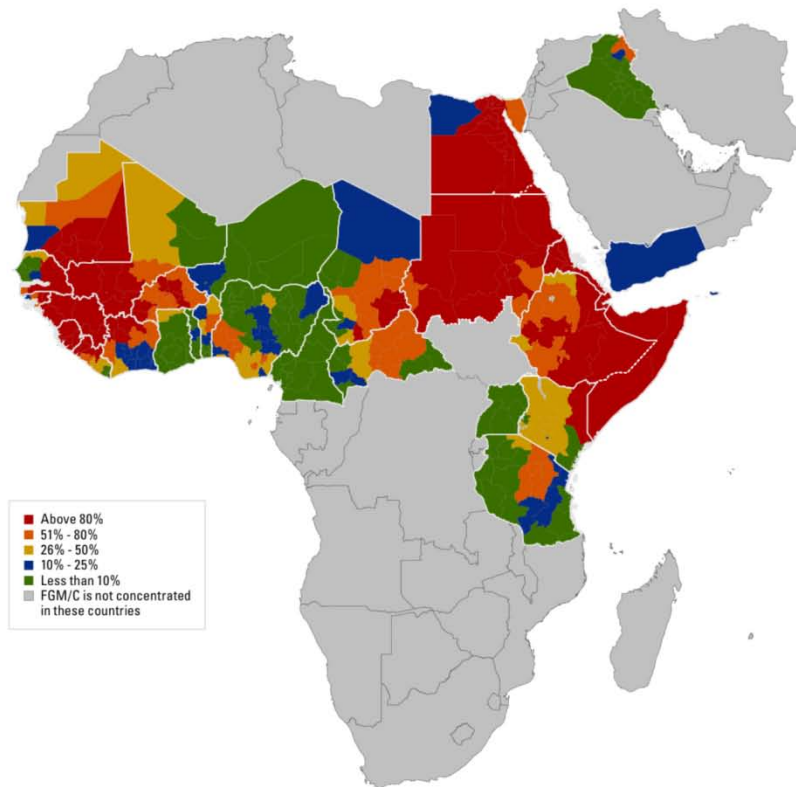 Above 80%
51% - 80%
26% - 50%
10% - 25%
Less than 10%
FGM/C is not concentrated
in these countries